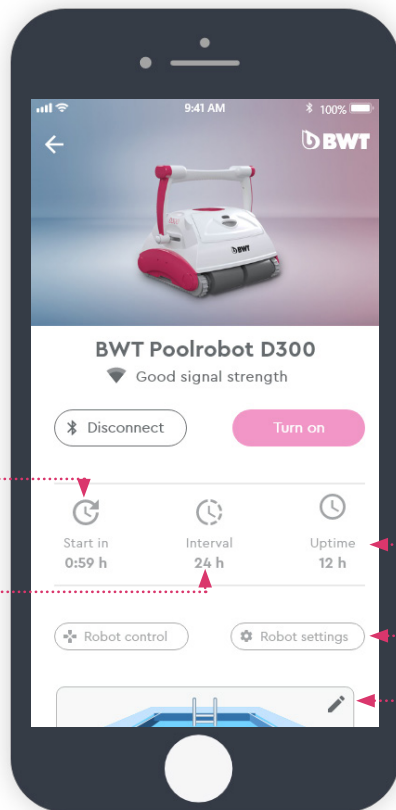 9:41 AM
100%
BWT
BWT
BWT Poolrobot D300
Good signal strength
Disconnect
Turn on
Start in
Interval
Uptime
0:59 h
24 h
12 h
Robot control
Robot settings